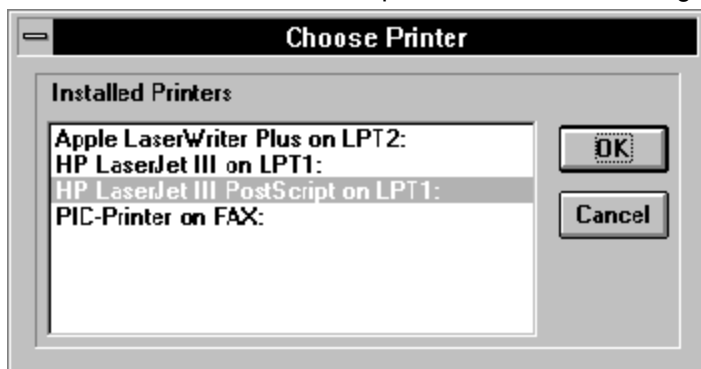 Choose Printer
Installed Printers
Apple LaserWriter Plus on LPT2:
HP LaserJet III on LPT1:
HP LaserJet III PostScript on LPT1:
PIC-Printer on FAX:
OK
Cancel